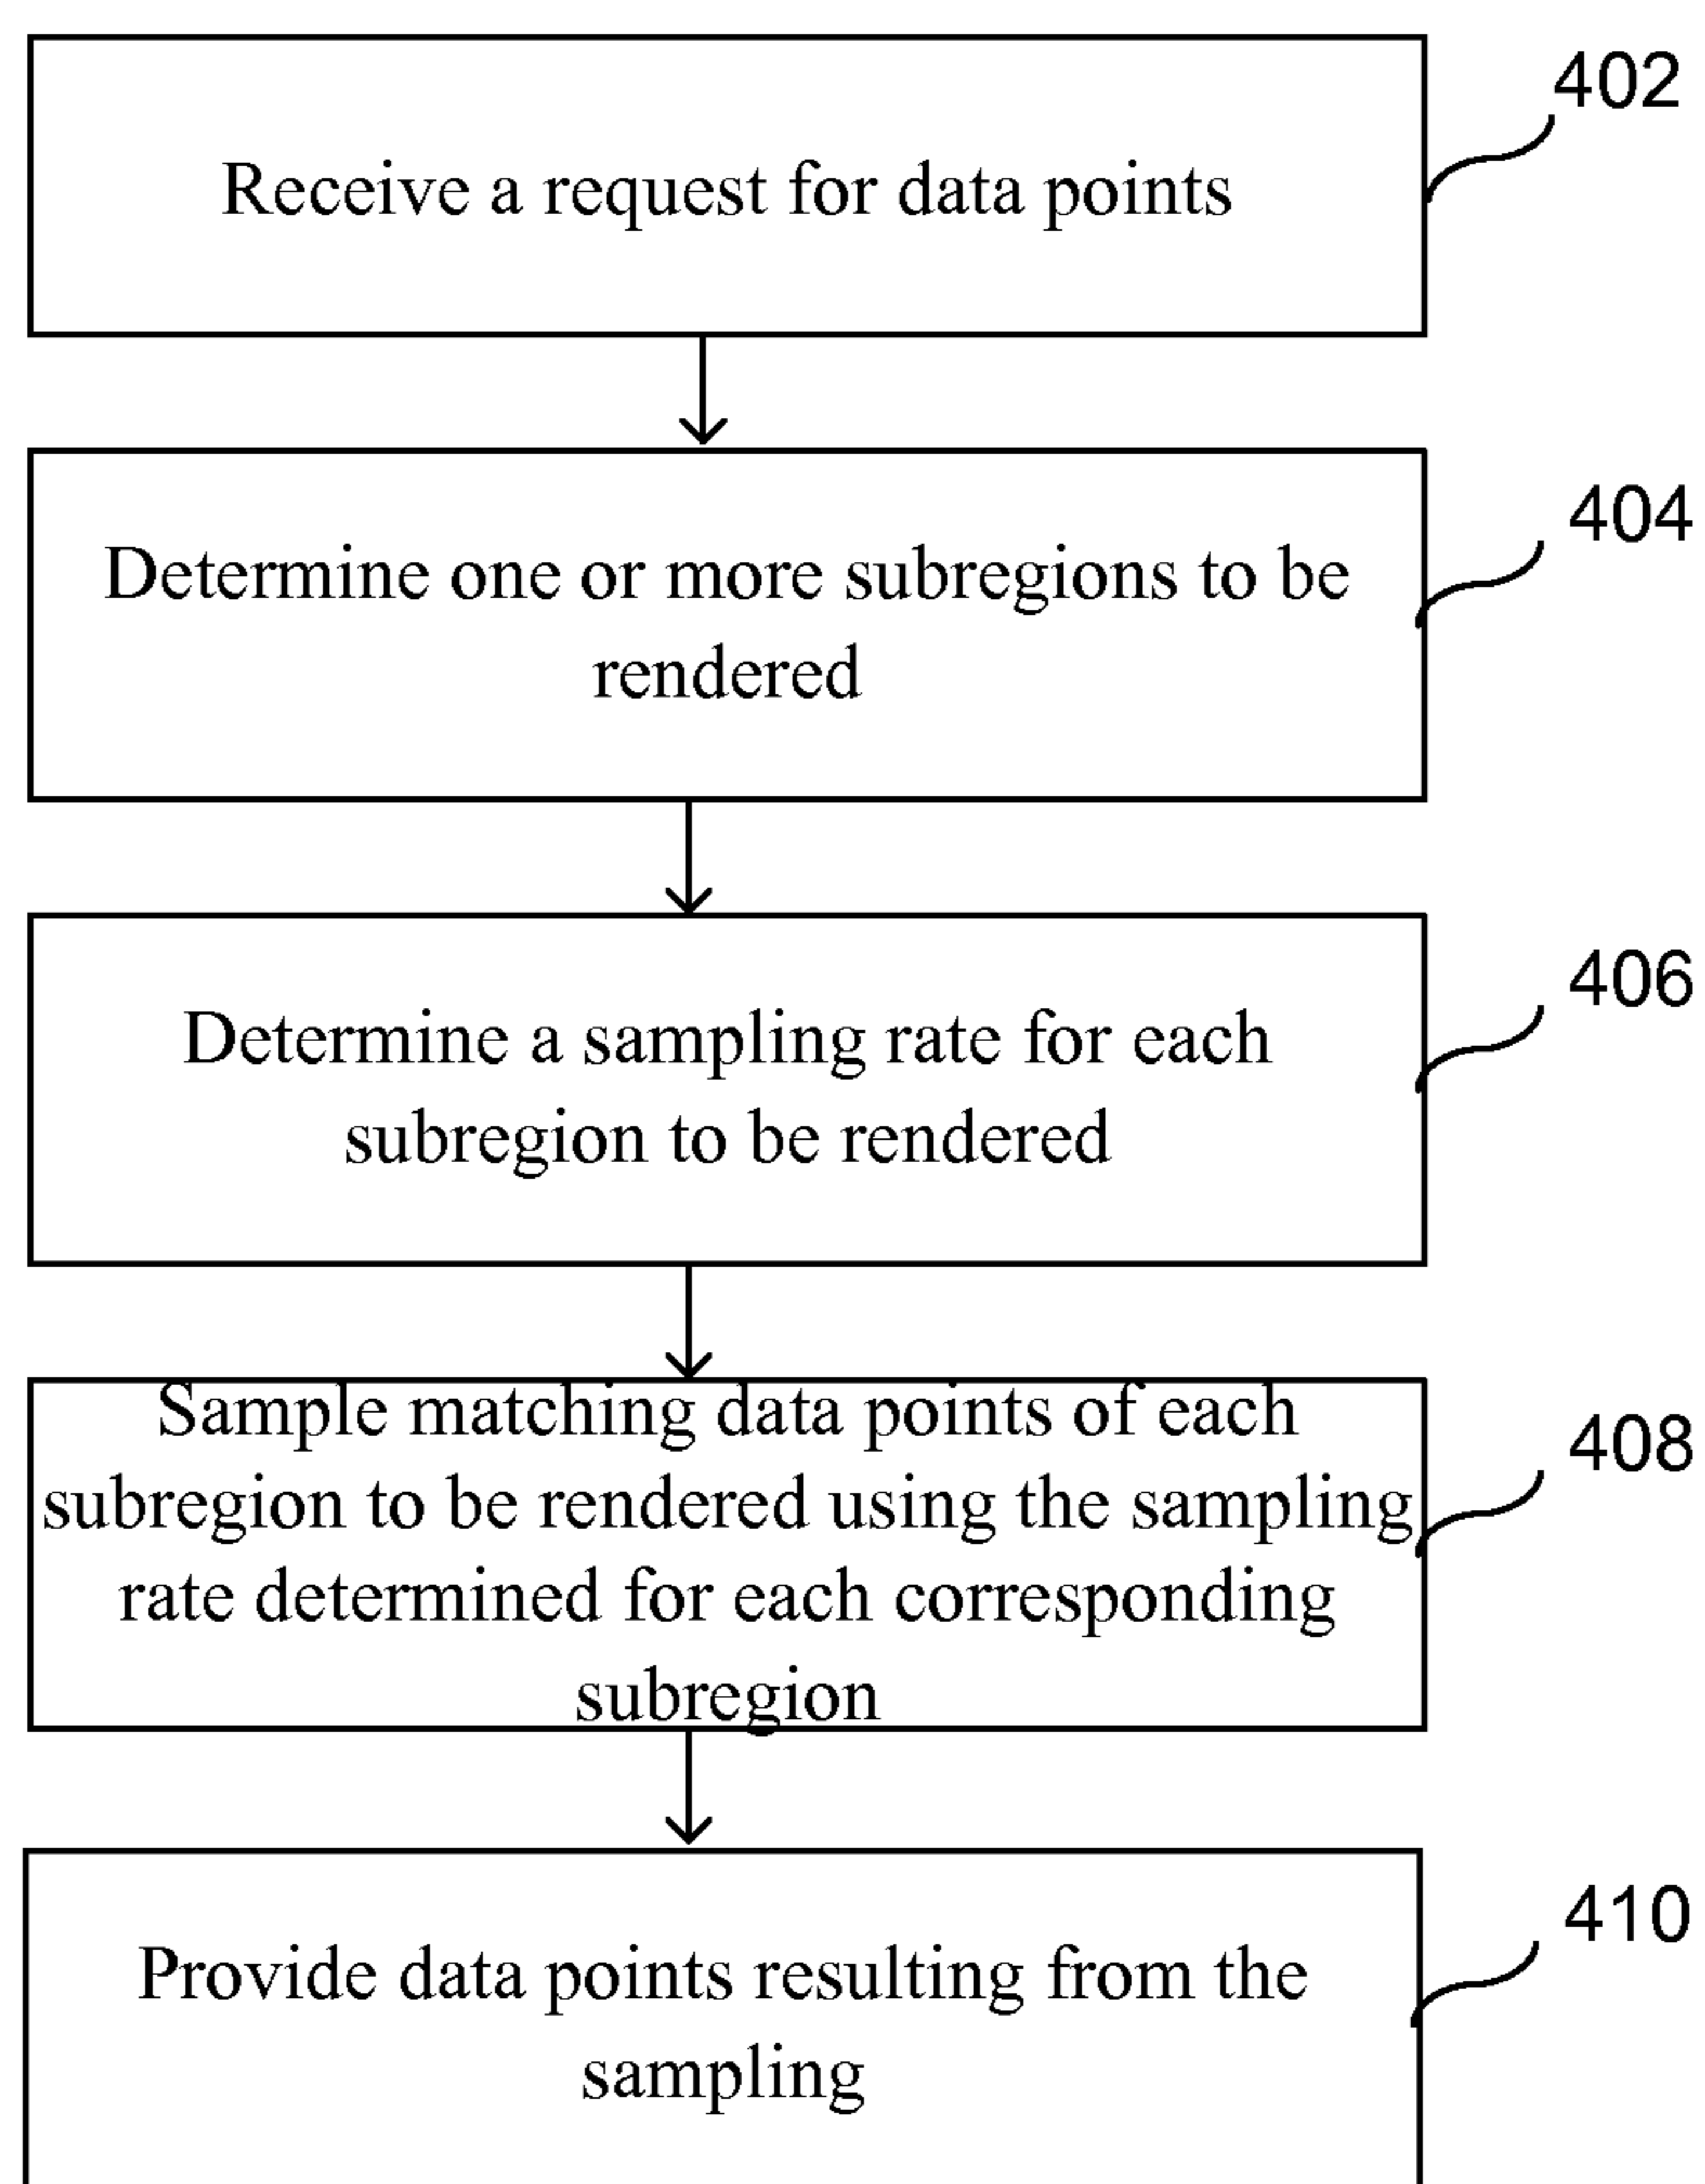 402
Receive a request for data points
404
Determine one or more subregions to be
rendered
406
Determine a sampling rate for each
subregion to be rendered
408
Sample matching data points of each
subregion to be rendered using the sampling
rate determined for each corresponding
subregion
410
Provide data points resulting from the
sampling